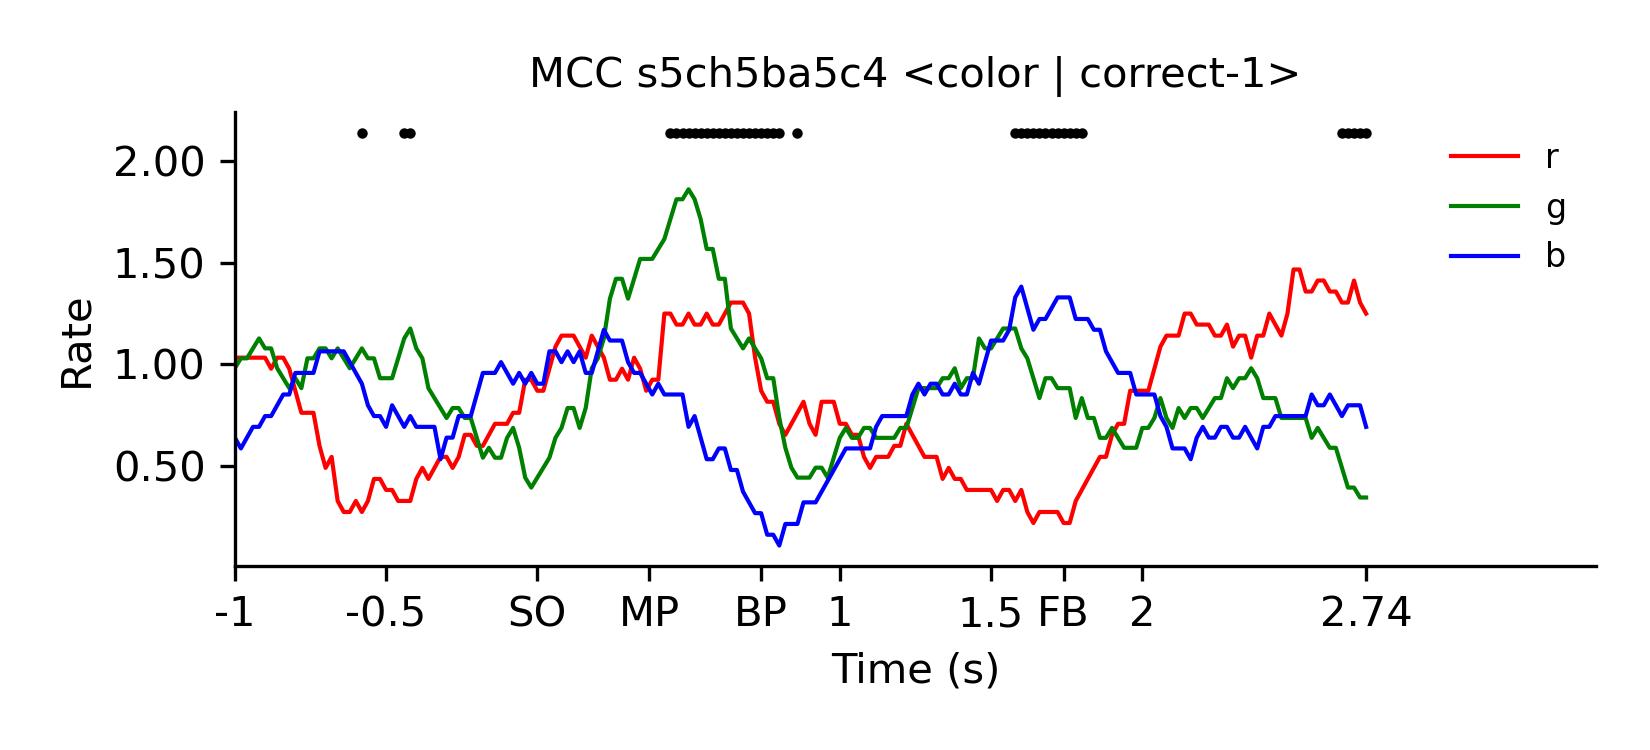 MCC s5ch5ba5c4 <color | correct-1>
2.00
1.50
1.00
0.50
Rate
r
g
b
-1 -0.5 SO MP BP 1 1.5 FB 2 2.74
Time (s)